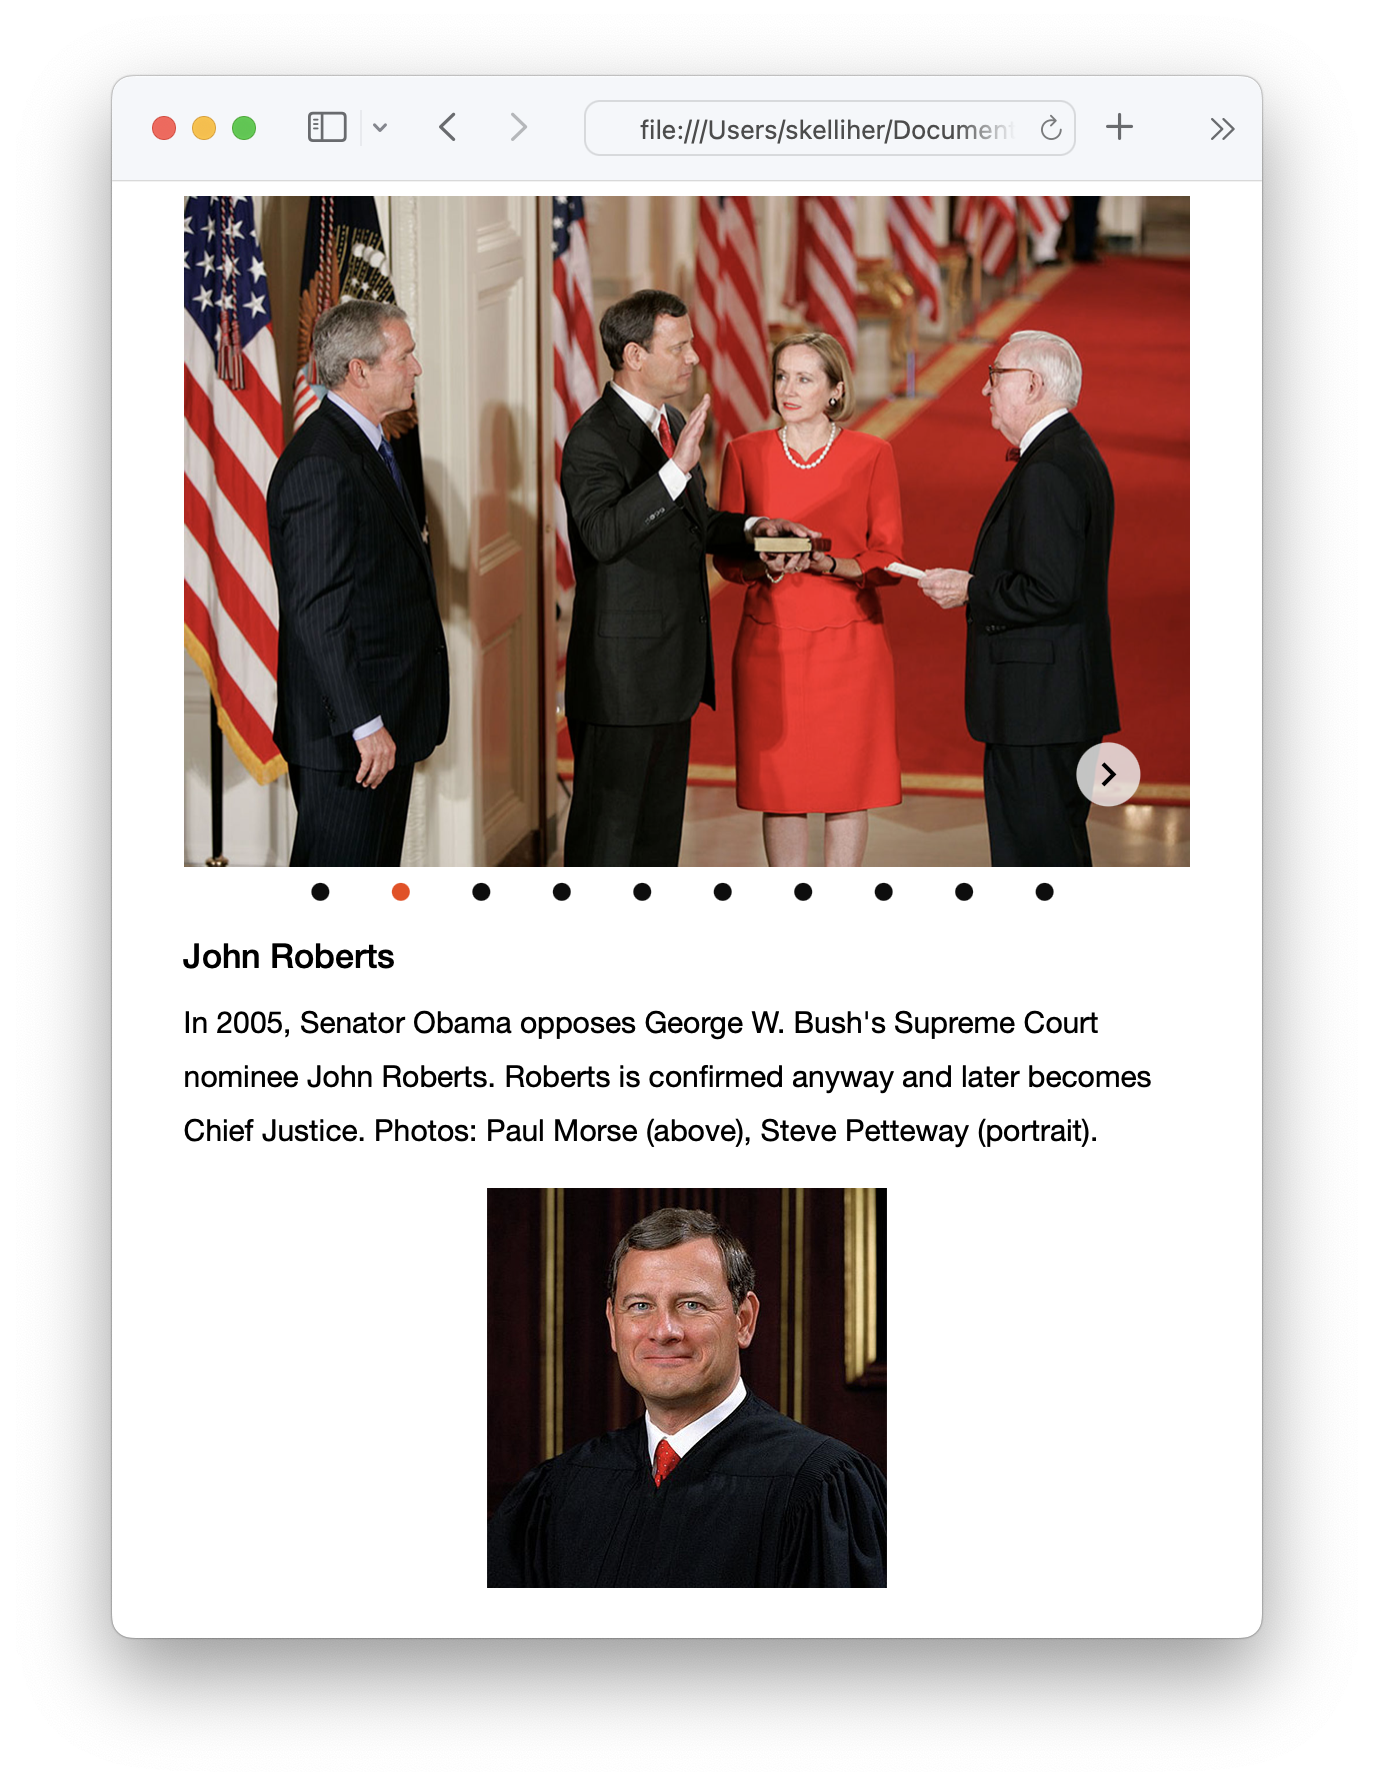 file:///Users/skelliher/Document
John Roberts
In 2005, Senator Obama opposes George W. Bush's Supreme Court
nominee John Roberts. Roberts is confirmed anyway and later becomes
Chief Justice. Photos: Paul Morse (above), Steve Petteway (portrait).